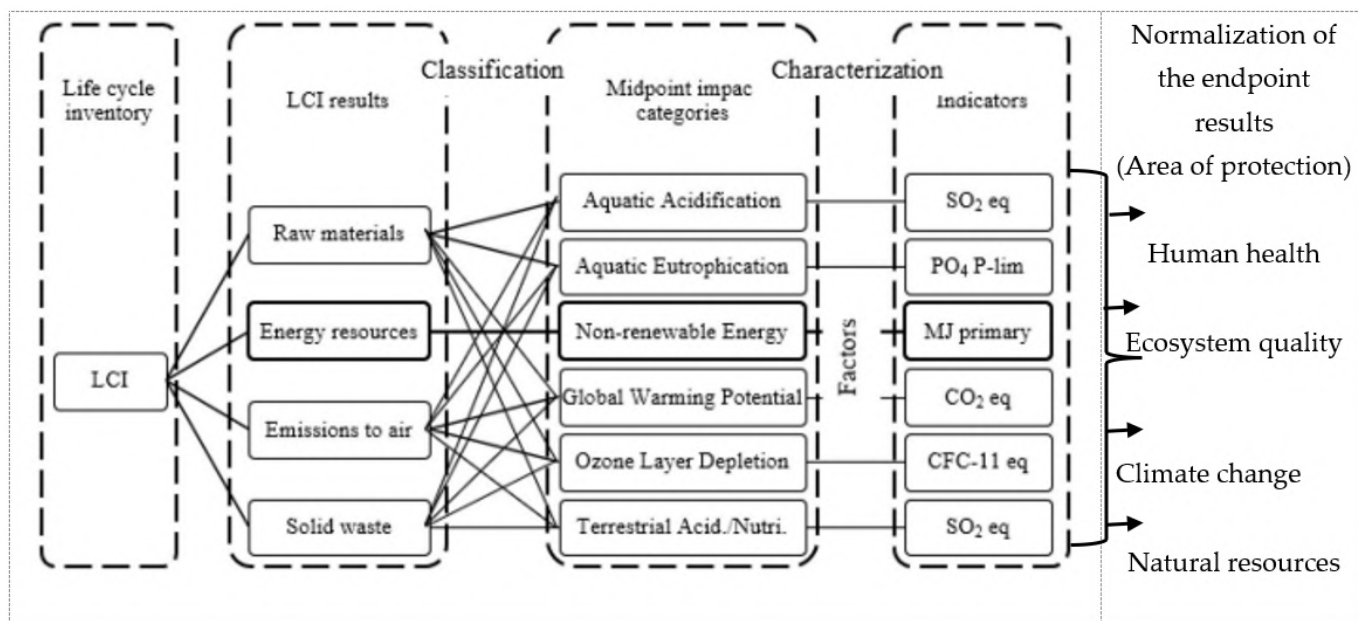 Life cycle
inventory
LCI
LCI results
Raw materials
Energy resources
Emissions to air
Solid waste
Classification
Midpoint impac
categories
Aquatic Acidification
Aquatic Eutrophication
Non-renewable Energy
Global Warming Potential
Ozone Layer Depletion
Terrestrial Acid./Nutri.
Characterization
Factors
Indicators
SO₂ eq
PO₄ P-lim
MJ primary
CO₂ eq
CFC-11 eq
SO₂ eq
Normalization of
the endpoint
results
(Area of protection)
Human health
Ecosystem quality
Climate change
Natural resources